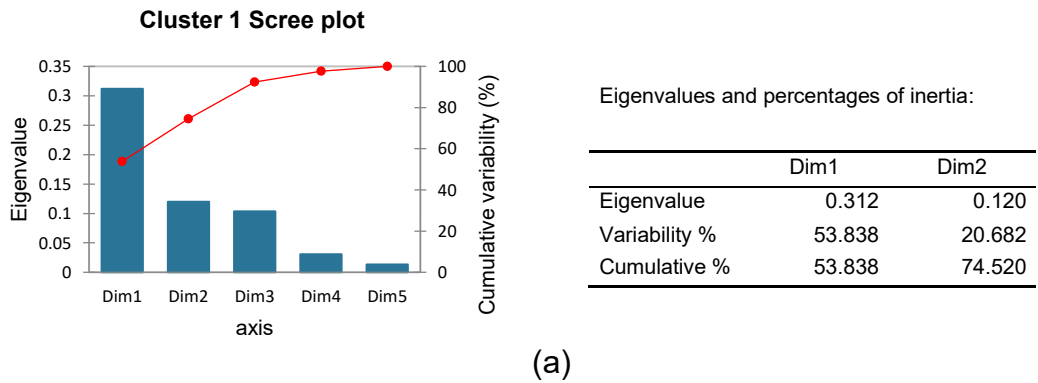 Cluster 1 Scree plot
Eigenvalue
0.35
0.3
0.25
0.2
0.15
0.1
0.05
0
100
80
60
40
20
0
Cumulative variability (%)
Dim1 Dim2 Dim3 Dim4 Dim5
axis
Eigenvalues and percentages of inertia:
Dim1 Dim2
Eigenvalue 0.312 0.120
Variability % 53.838 20.682
Cumulative % 53.838 74.520
(a)